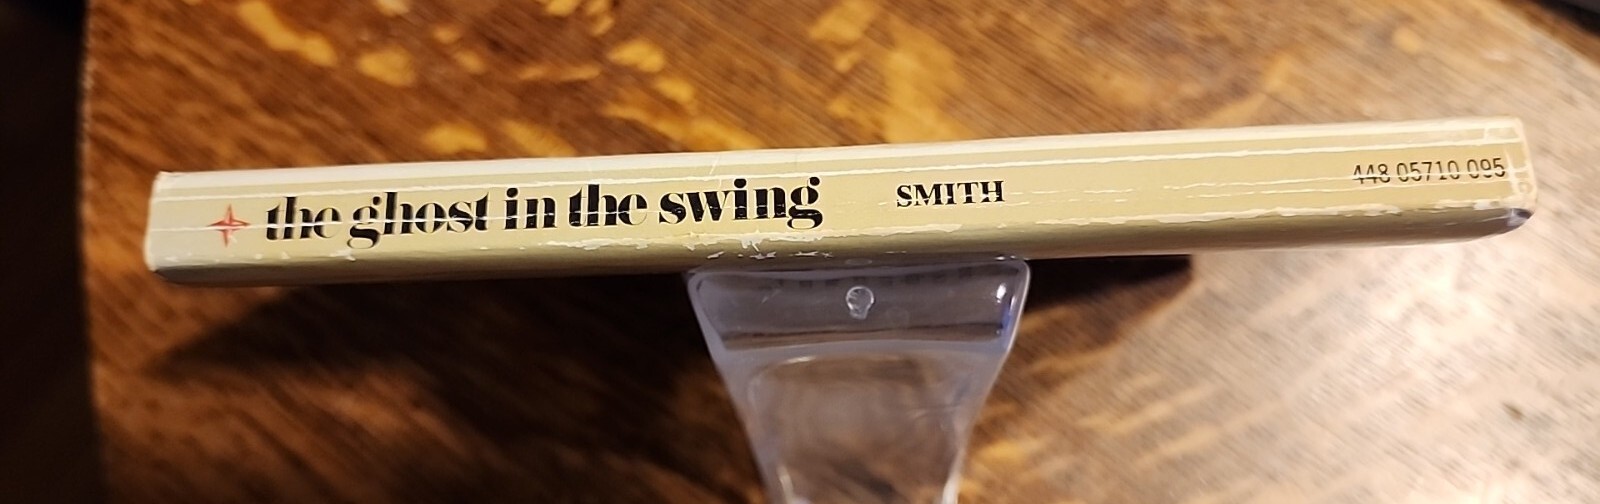 the ghost in the swing SMITH 448 05710 095